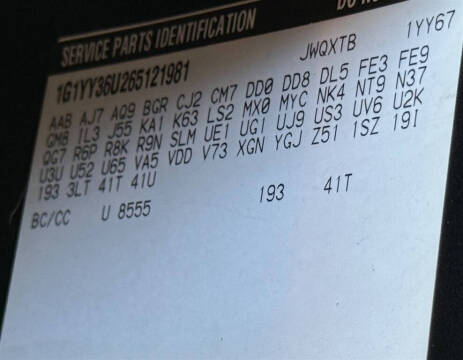 SERVICE PARTS IDENTIFICATION
1G1YY36U265121981 JWQXTB 1YY67
AAB AJ7 AQ9 BGR CJ2 CM7 DD0 DD8 DL5 FE3 FE9
GM8 IL3 J55 KA1 K63 LS2 MX0 MYC NK4 NT9 N37
QG7 R6P R8K R9N SLM UE1 UG1 UJ9 US3 UV6 U2K
U3U U52 U65 VA5 VDD V73 XGN YGJ Z51 1SZ 19I
193 3LT 41T 41U
193 41T
BC/CC U 8555